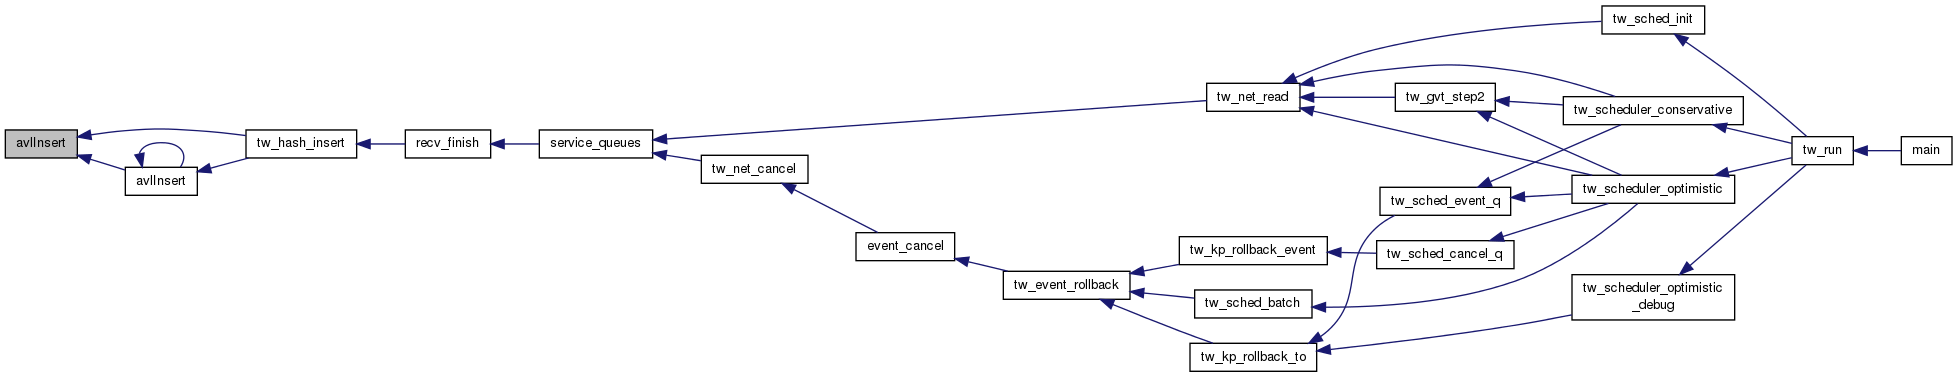 avlInsert
avlInsert
tw_hash_insert
recv_finish
service_queues
tw_net_read
tw_net_cancel
event_cancel
tw_event_rollback
tw_kp_rollback_event
tw_sched_batch
tw_kp_rollback_to
tw_sched_init
tw_gvt_step2
tw_scheduler_conservative
tw_sched_event_q
tw_scheduler_optimistic
tw_sched_cancel_q
tw_scheduler_optimistic
_debug
tw_run
main